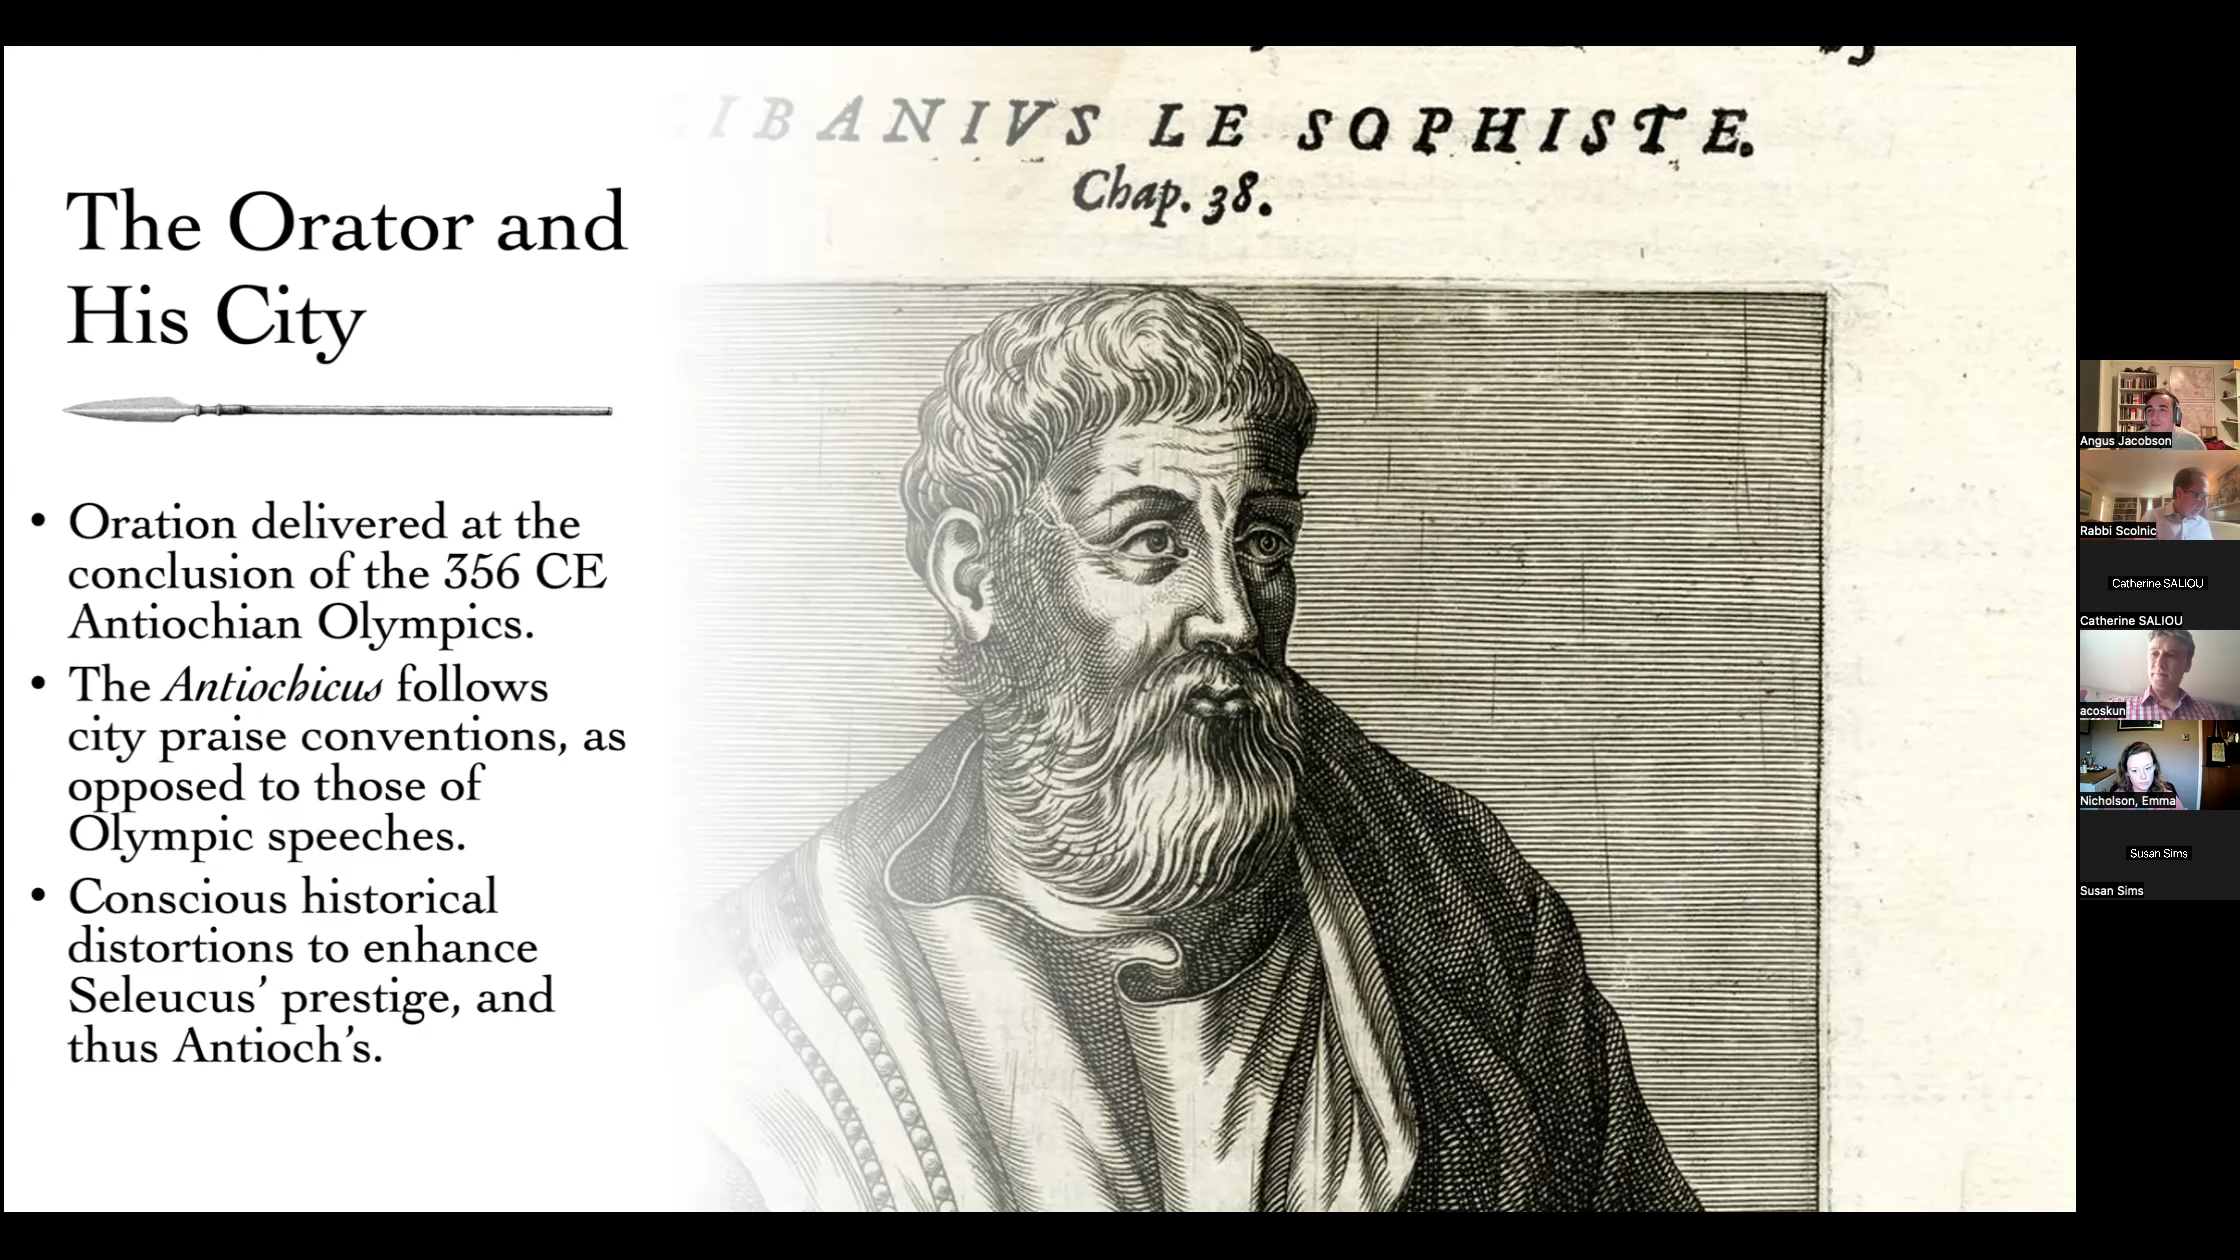 IBANIVS LE SOPHISTE.
Chap. 38.
The Orator and
His City
• Oration delivered at the
conclusion of the 356 CE
Antiochian Olympics.
• The Antiochicus follows
city praise conventions, as
opposed to those of
Olympic speeches.
• Conscious historical
distortions to enhance
Seleucus’ prestige, and
thus Antioch’s.
Angus Jacobson
Rabbi Scolnic
Catherine SALIOU
Catherine SALIOU
acoskun
Nicholson, Emma
Susan Sims
Susan Sims